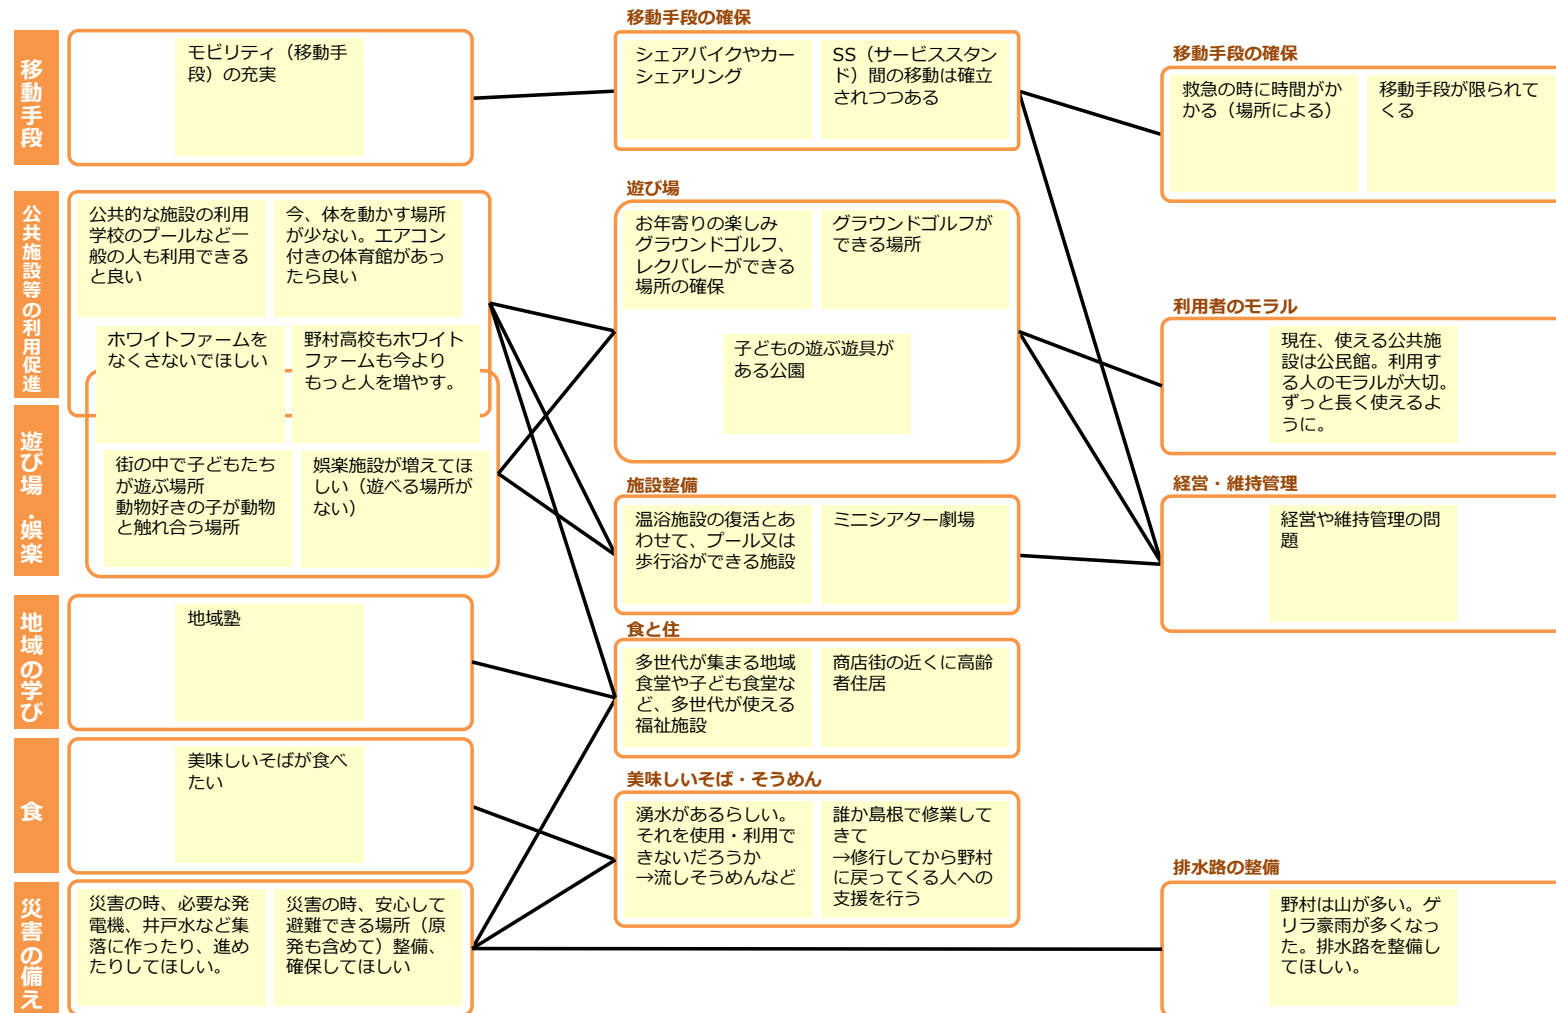 移動手段
モビリティ（移動手
段）の充実
移動手段の確保
シェアバイクやカー
シェアリング
SS（サービススタン
ド）間の移動は確立
されつつある
移動手段の確保
救急の時に時間がか
かる（場所による）
移動手段が限られて
くる
公共施設等の利用促進
公共的な施設の利用
学校のプールなど一
般の人も利用できる
と良い
今、体を動かす場所
が少ない。エアコン
付きの体育館があっ
たら良い
ホワイトファームを
なくさないでほしい
野村高校もホワイト
ファームも今より
もっと人を増やす。
遊び場
お年寄りの楽しみ
グラウンドゴルフ、
レクバレーができる
場所の確保
グラウンドゴルフが
できる場所
子どもの遊ぶ遊具が
ある公園
利用者のモラル
現在、使える公共施
設は公民館。利用す
る人のモラルが大切。
ずっと長く使えるよ
うに。
遊び場・娯楽
街の中で子どもたち
が遊ぶ場所
動物好きの子が動物
と触れ合う場所
娯楽施設が増えてほ
しい（遊べる場所が
ない）
施設整備
温浴施設の復活とあ
わせて、プール又は
歩行浴ができる施設
ミニシアター劇場
経営・維持管理
経営や維持管理の問
題
地域の学び
地域塾
食と住
多世代が集まる地域
食堂や子ども食堂な
ど、多世代が使える
福祉施設
商店街の近くに高齢
者住居
食
美味しいそばが食べ
たい
美味しいそば・そうめん
湧水があるらしい。
それを使用・利用で
きないだろうか
→流しそうめんなど
誰か島根で修業して
きて
→修行してから野村
に戻ってくる人への
支援を行う
災害の備え
災害の時、必要な発
電機、井戸水など集
落に作ったり、進め
たりしてほしい。
災害の時、安心して
避難できる場所（原
発も含めて）整備、
確保してほしい
排水路の整備
野村は山が多い。ゲ
リラ豪雨が多くなっ
た。排水路を整備し
てほしい。